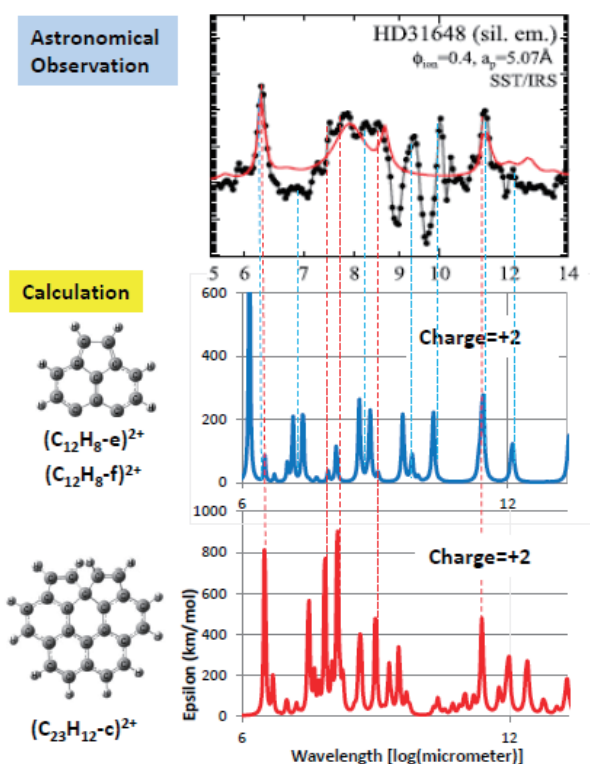 Astronomical
Observation
HD31648 (sil. em.)
ϕion=0.4, ap=5.07Å
SST/IRS
5 6 7 8 9 10 12 14
Calculation
600
400
200
0
Charge=+2
6 12
(C12H8-e)2+
(C12H8-f)2+
1000
800
600
400
200
0
Epsilon (km/mol)
Charge=+2
6 12
Wavelength [log(micrometer)]
(C23H12-c)2+